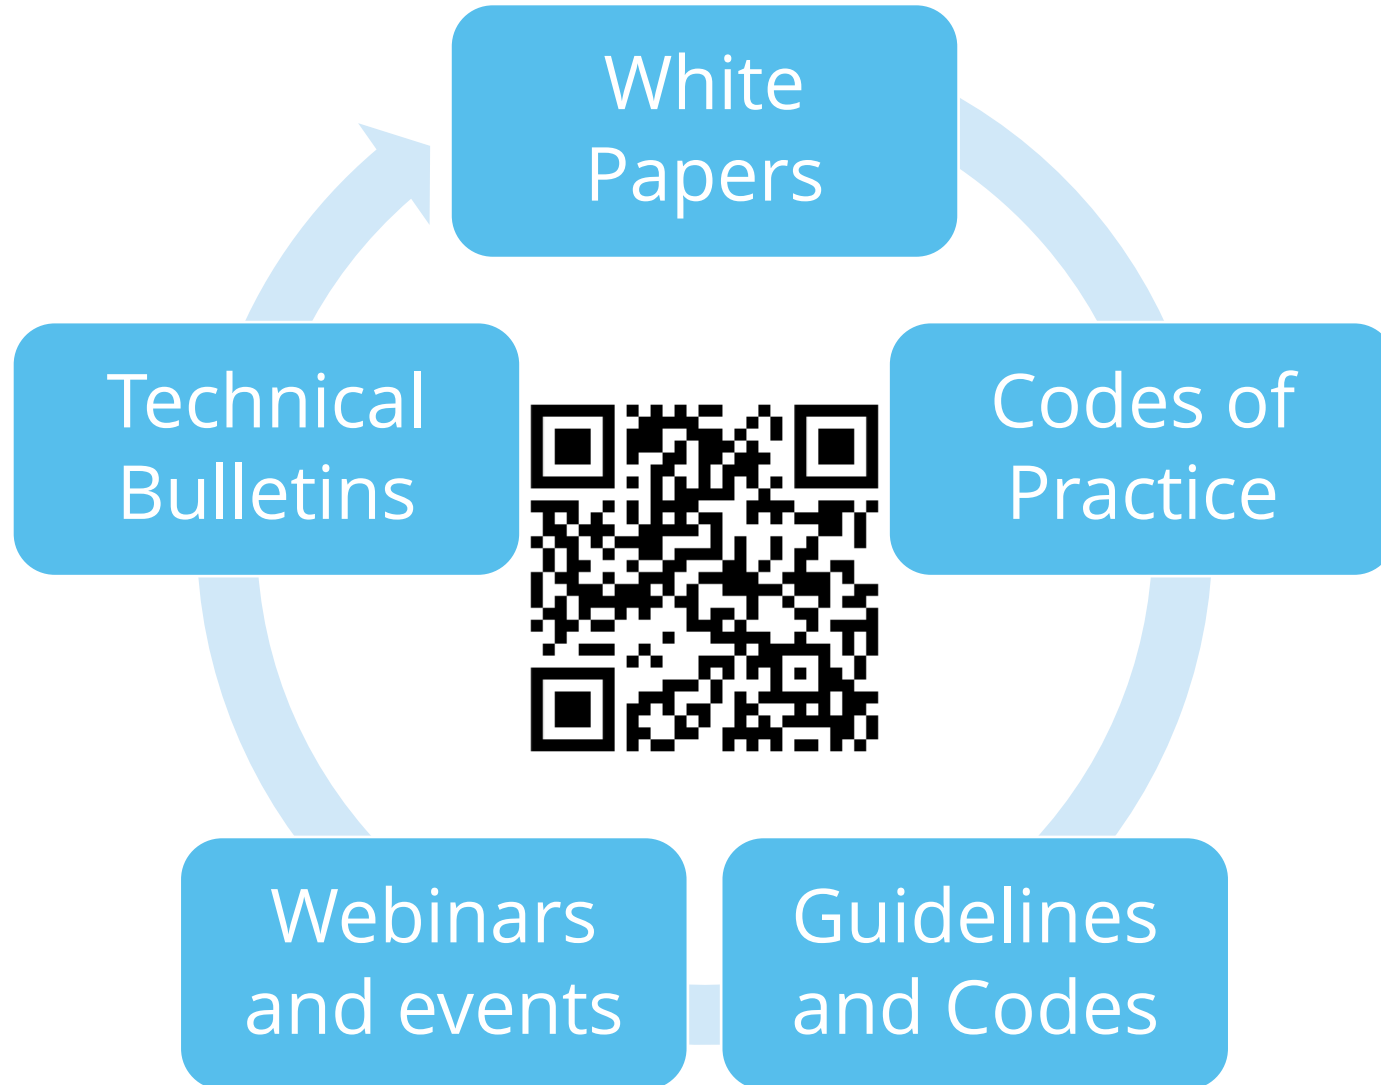 White
Papers
Codes of
Practice
Guidelines
and Codes
Webinars
and events
Technical
Bulletins